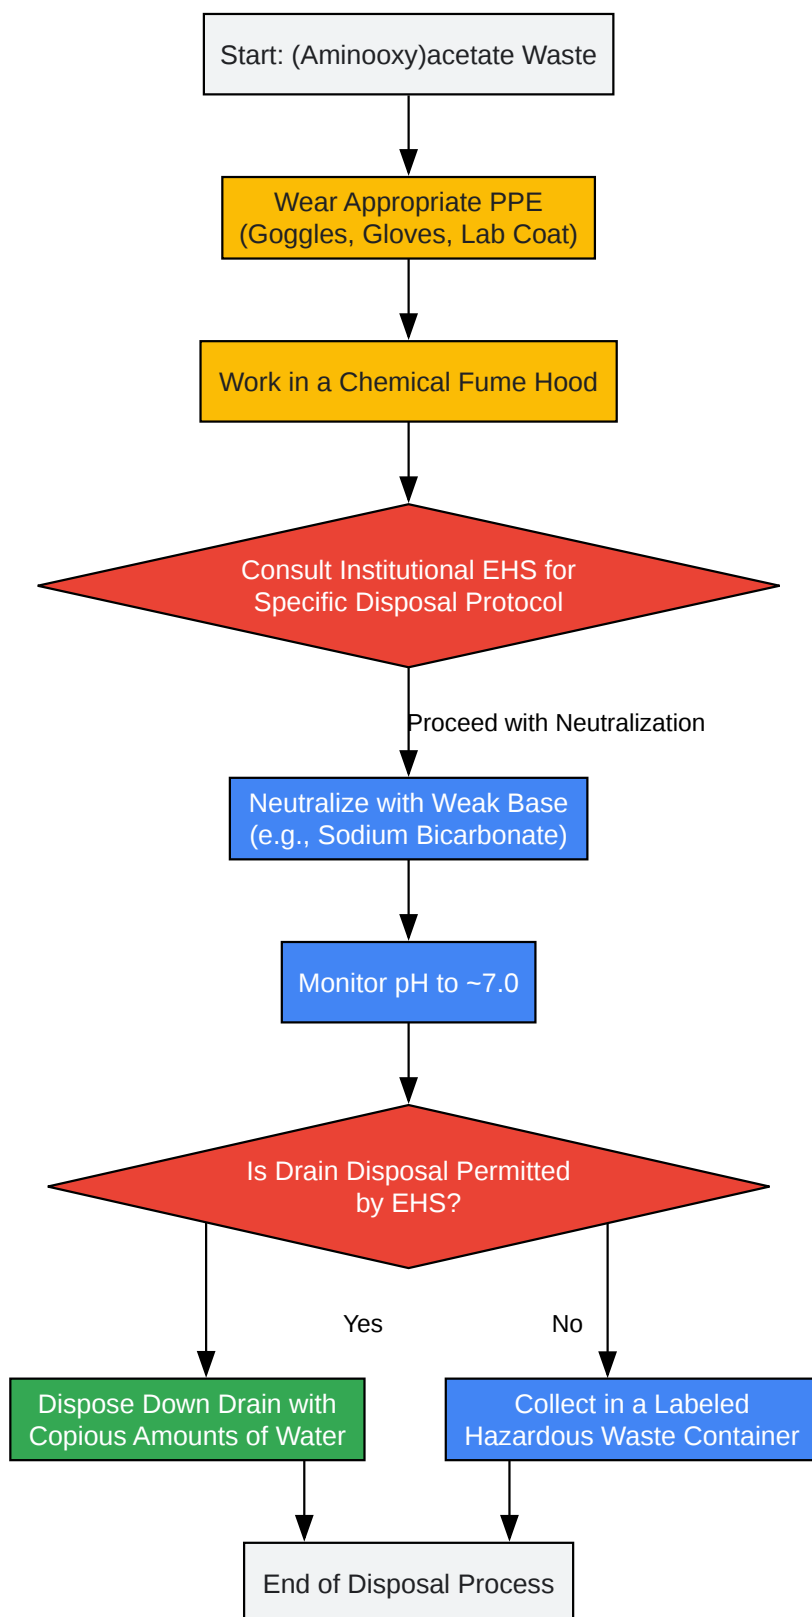 Start: (Aminooxy)acetate Waste
Wear Appropriate PPE
(Goggles, Gloves, Lab Coat)
Work in a Chemical Fume Hood
Consult Institutional EHS for
Specific Disposal Protocol
Proceed with Neutralization
Neutralize with Weak Base
(e.g., Sodium Bicarbonate)
Monitor pH to ~7.0
Is Drain Disposal Permitted
by EHS?
Yes
No
Dispose Down Drain with
Copious Amounts of Water
Collect in a Labeled
Hazardous Waste Container
End of Disposal Process